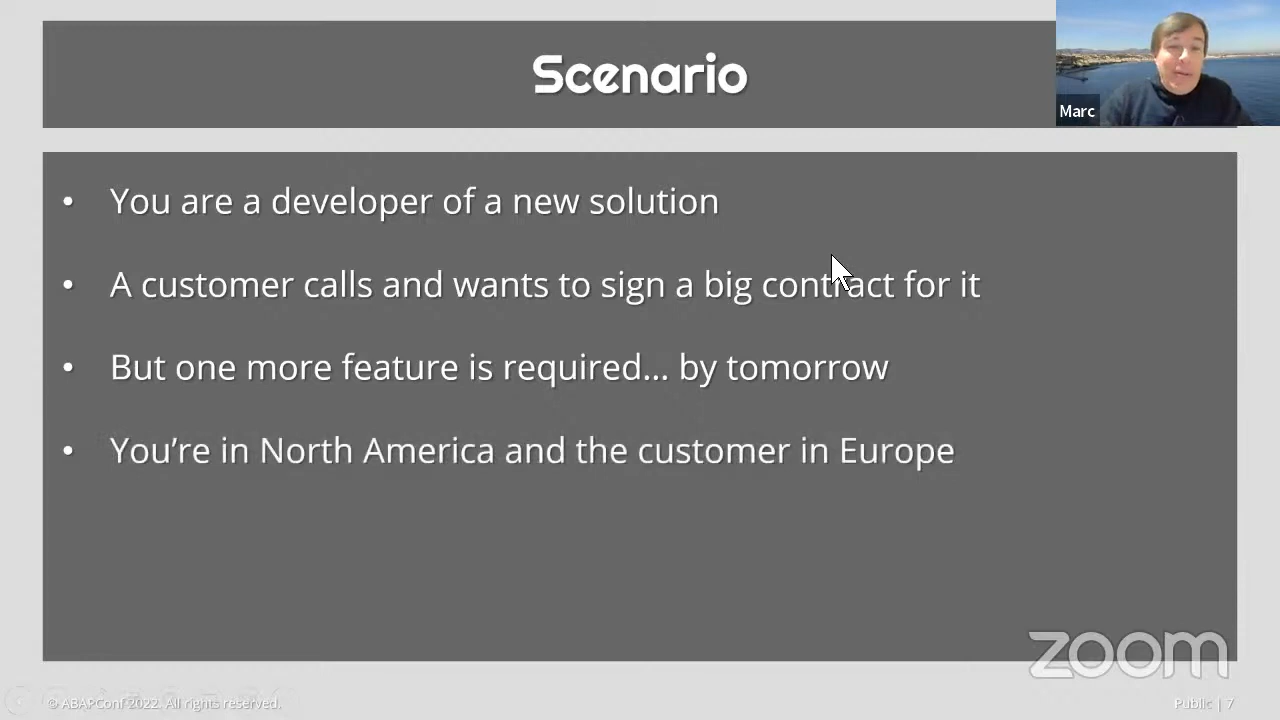 Scenario
Marc
• You are a developer of a new solution
• A customer calls and wants to sign a big contract for it
• But one more feature is required... by tomorrow
• You’re in North America and the customer in Europe
zoom
© ABAPConf 2022. All rights reserved.
Public | 7